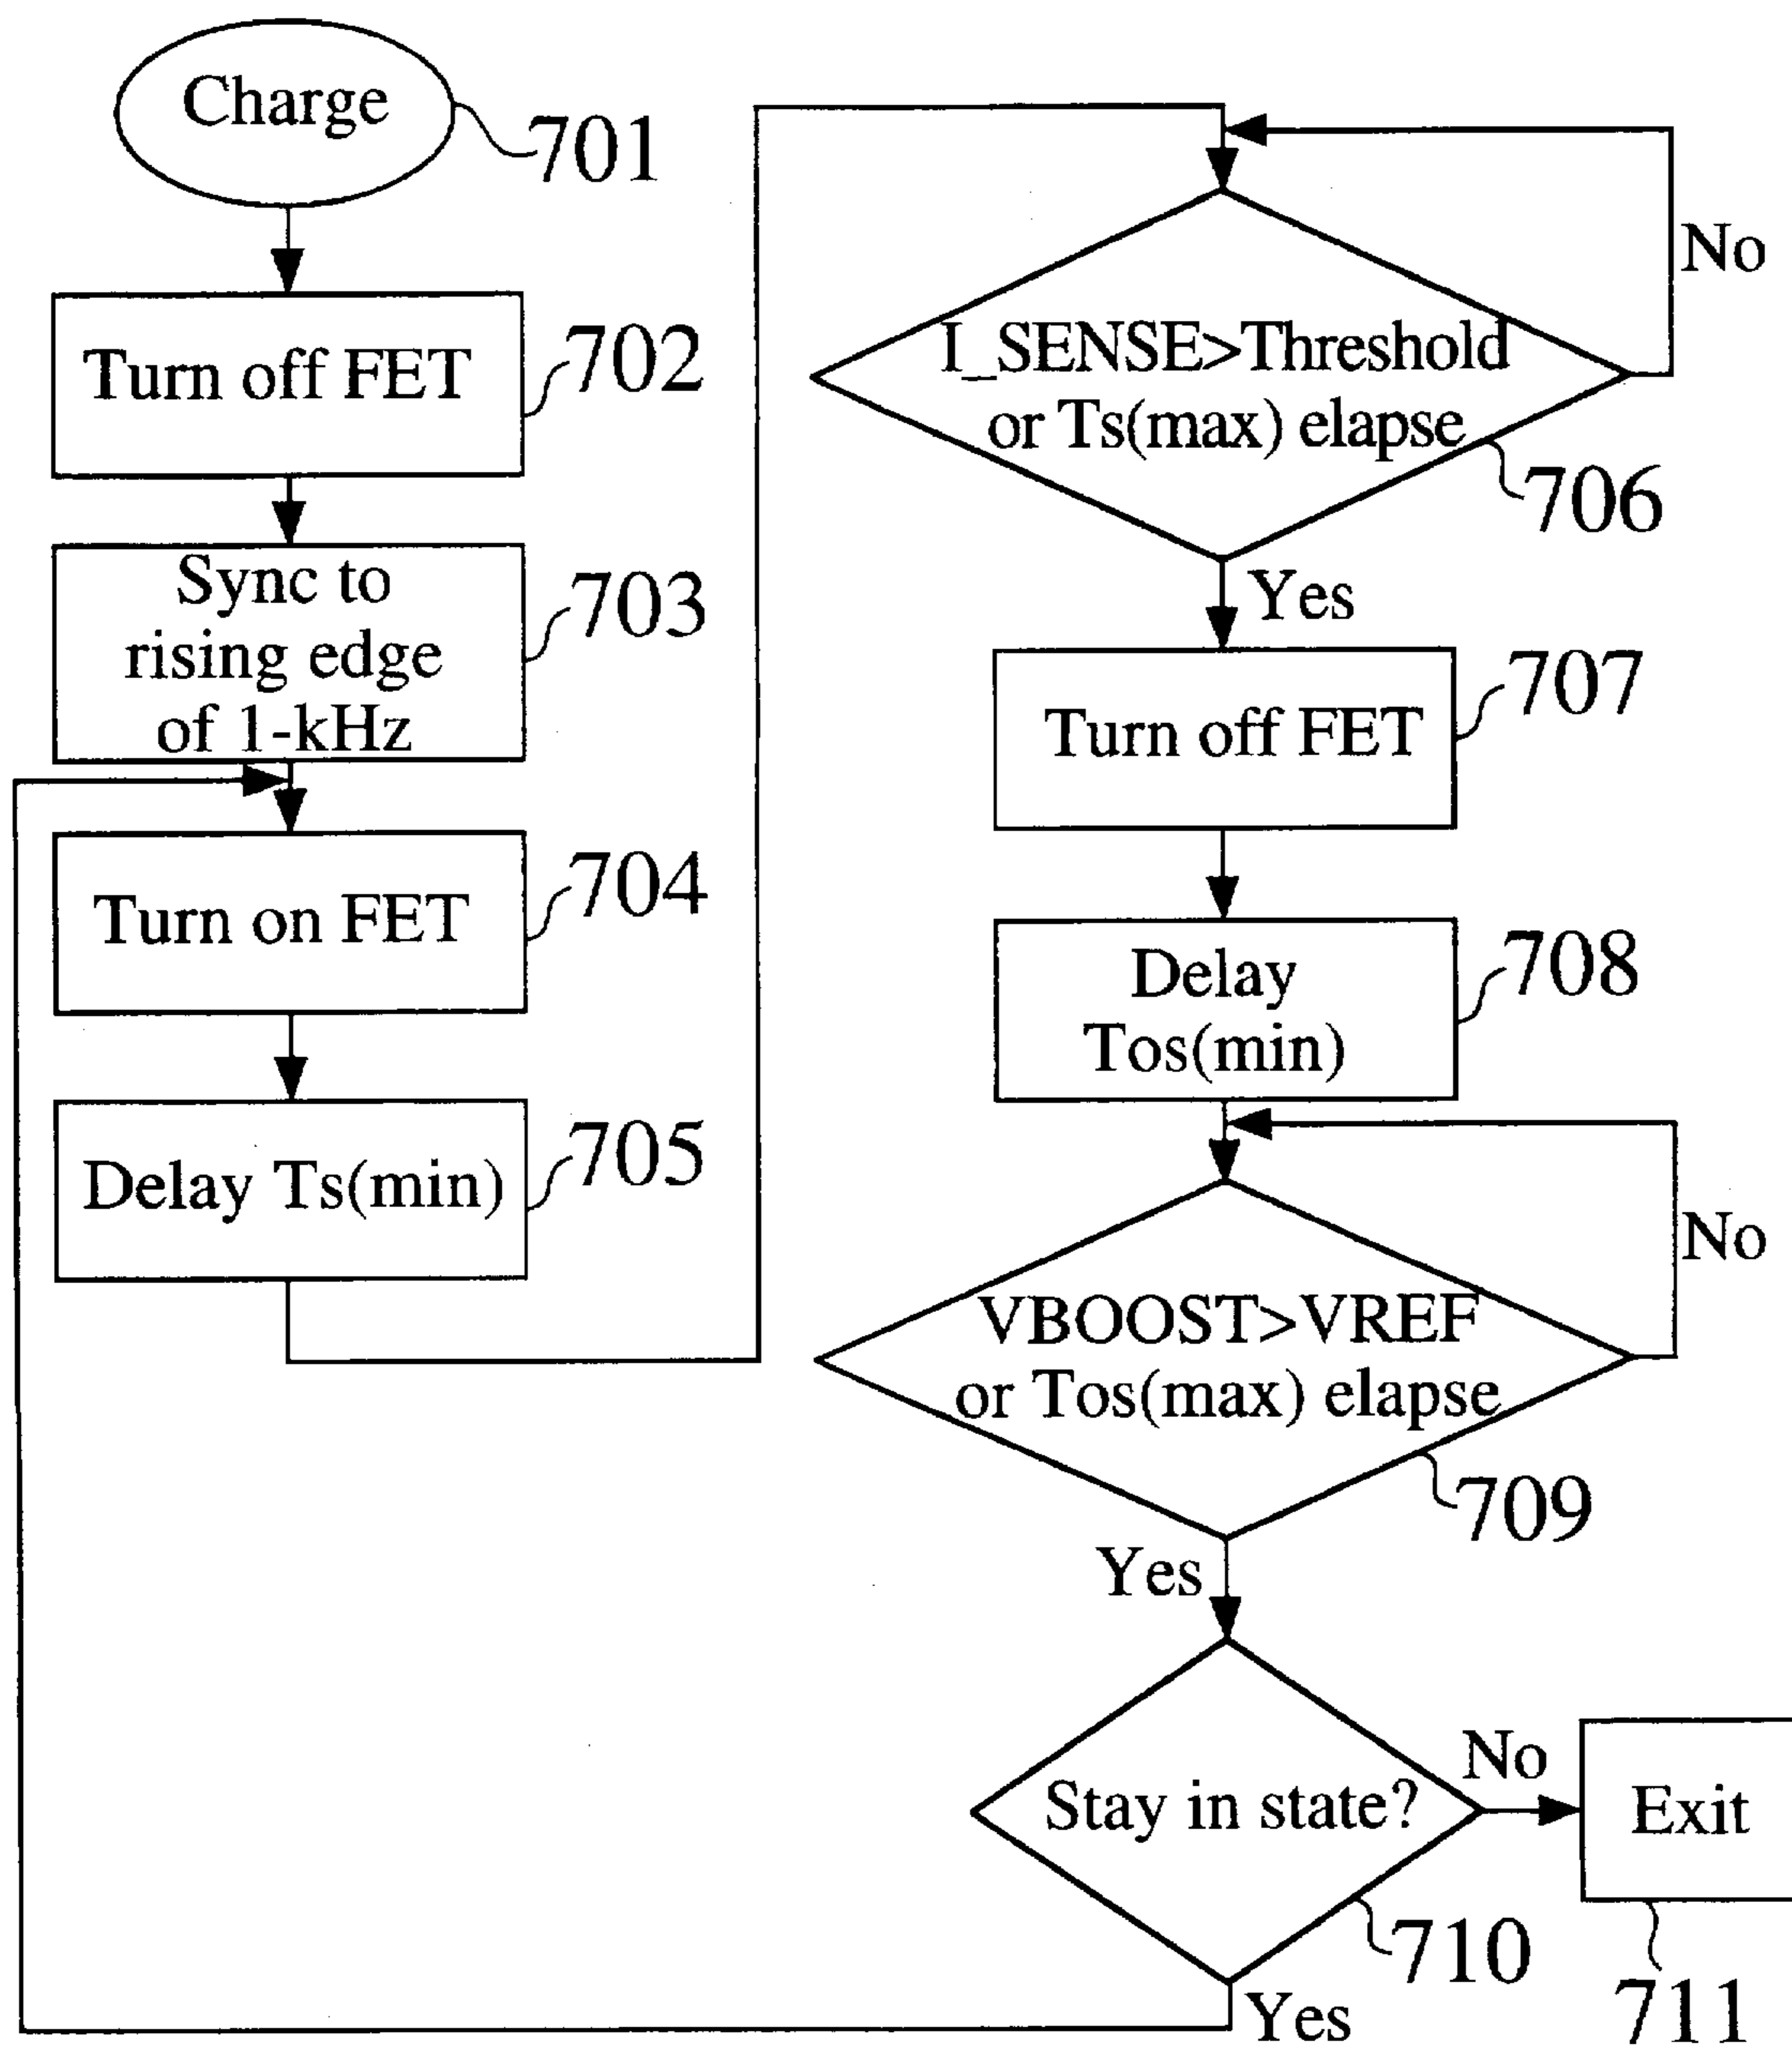 Charge
701
Turn off FET
702
Sync to
rising edge
of 1-kHz
703
Turn on FET
704
Delay Ts(min)
705
I_SENSE>Threshold
or Ts(max) elapse
706
No
Yes
Turn off FET
707
Delay
Tos(min)
708
VBOOST>VREF
or Tos(max) elapse
709
No
Yes
Stay in state?
710
No
Exit
711
Yes